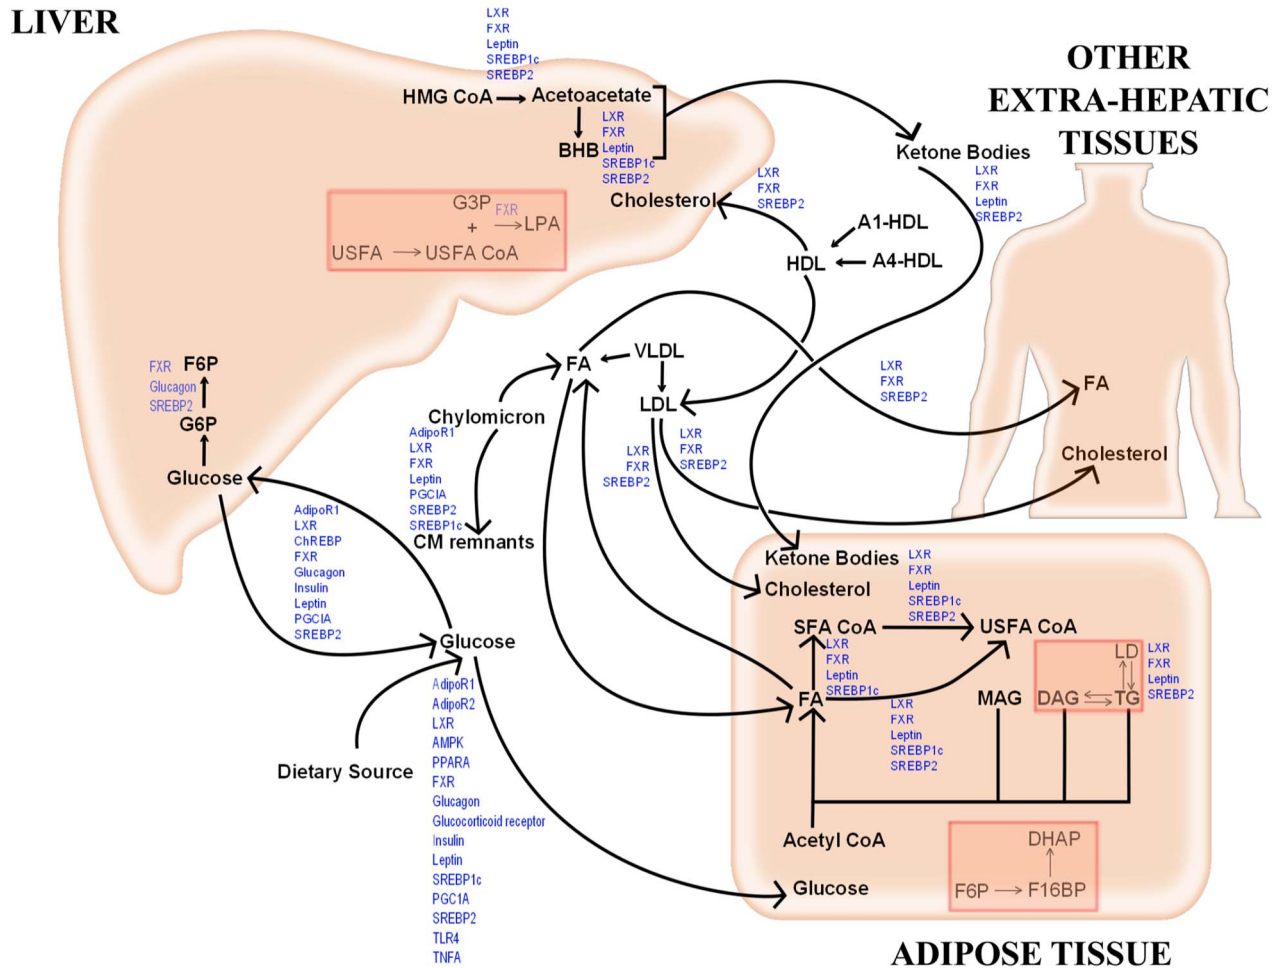 LIVER
LXR
FXR
Leptin
SREBP1c
SREBP2
HMG CoA
Acetoacetate
LXR
FXR
Leptin
SREBP1c
SREBP2
BHB
OTHER
EXTRA-HEPATIC
TISSUES
Ketone Bodies
LXR
FXR
Leptin
SREBP2
Cholesterol
LXR
FXR
SREBP2
G3P
FXR
+
LPA
USFA
USFA CoA
A1-HDL
HDL
A4-HDL
FXR
Glucagon
SREBP2
F6P
G6P
Glucose
FA
VLDL
LDL
LXR
FXR
SREBP2
FA
Cholesterol
Chylomicron
AdipoR1
LXR
FXR
Leptin
PGCIA
SREBP2
SREBP1c
CM remnants
LXR
FXR
SREBP2
LXR
FXR
SREBP2
AdipoR1
LXR
ChREBP
FXR
Glucagon
Insulin
Leptin
PGCIA
SREBP2
Glucose
Dietary Source
AdipoR1
AdipoR2
LXR
AMPK
PPARA
FXR
Glucagon
Glucocorticoid receptor
Insulin
Leptin
SREBP1c
PGC1A
SREBP2
TLR4
TNFA
Ketone Bodies
Cholesterol
LXR
FXR
Leptin
SREBP1c
SREBP2
SFA CoA
USFA CoA
LXR
FXR
Leptin
SREBP1c
FA
LXR
FXR
Leptin
SREBP1c
SREBP2
MAG
DAG
TG
LD
LXR
FXR
Leptin
SREBP2
Acetyl CoA
Glucose
DHAP
F6P
F16BP
ADIPOSE TISSUE